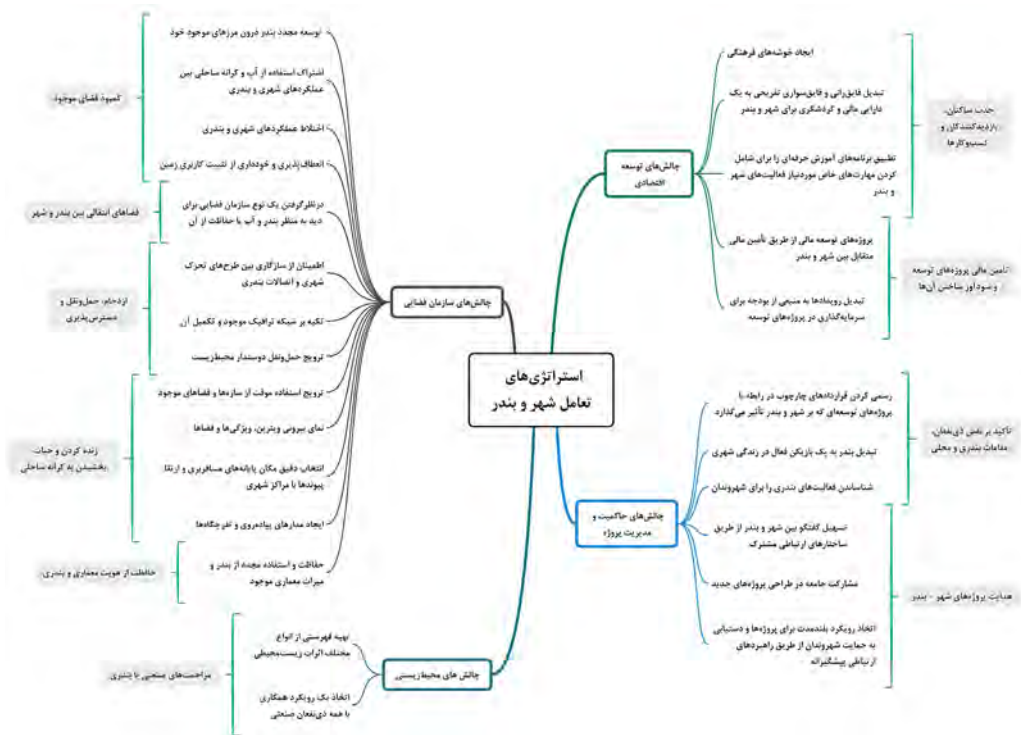 استراتژی‌های
تعامل شهر و بندر
چالش‌های توسعه
اقتصادی
ایجاد خوشه‌های فرهنگی
تبدیل قایق‌رانی و قایق‌سواری تفریحی به یک
دارایی مالی و گردشگری برای شهر و بندر
تطبیق برنامه‌های آموزش حرفه‌ای را برای شامل
کردن مهارت‌های خاص موردنیاز فعالیت‌های شهر
و بندر
جذب ساکنان،
بازدیدکنندگان و
کسب‌وکارها
پروژه‌های توسعه مالی از طریق تأمین مالی
متقابل بین شهر و بندر
تبدیل رویدادها به منبعی از بودجه برای
سرمایه‌گذاری در پروژه‌های توسعه
تامین مالی پروژه‌های توسعه
و سودآور ساختن آن‌ها
چالش‌های حاکمیت و
مدیریت پروژه
رسمی کردن قراردادهای چارچوب در رابطه با
پروژه‌های توسعه‌ای که بر شهر و بندر تأثیر می‌گذارد
تبدیل بندر به یک بازیکن فعال در زندگی شهری
شناساندن فعالیت‌های بندری را برای شهروندان
تأکید بر نقش ذی‌نفعان،
مقامات بندری و محلی
تسهیل گفتگو بین شهر و بندر از طریق
ساختارهای ارتباطی مشترک
مشارکت جامعه در طراحی پروژه‌های جدید
اتخاذ رویکرد بلندمدت برای پروژه‌ها و دستیابی
به حمایت شهروندان از طریق راهبردهای
ارتباطی پیشگیرانه
هدایت پروژه‌های شهر - بندر
چالش‌های سازمان فضایی
توسعه مجدد بندر درون مرزهای موجود خود
اشتراک استفاده از آب و کرانه ساحلی بین
عملکردهای شهری و بندری
اختلاط عملکردهای شهری و بندری
انعطاف‌پذیری و خودداری از تثبیت کاربری زمین
کمبود فضای موجود
درنظرگرفتن یک نوع سازمان فضایی برای
دید به منظر بندر و آب یا حفاظت از آن
فضاهای انتقالی بین بندر و شهر
اطمینان از سازگاری بین طرح‌های تحرک
شهری و اتصالات بندری
تکیه بر شبکه ترافیک موجود و تکمیل آن
ترویج حمل‌ونقل دوستدار محیط‌زیست
ازدحام، حمل‌ونقل و
دسترس‌پذیری
ترویج استفاده موقت از سازه‌ها و فضاهای موجود
نمای بیرونی ویترین، ویژگی‌ها و فضاها
انتخاب دقیق مکان پایانه‌های مسافربری و ارتقا
پیوندها با مراکز شهری
ایجاد مدارهای پیاده‌روی و تفرجگاه‌ها
زنده کردن و حیات
بخشیدن به کرانه ساحلی
حفاظت و استفاده مجدد از بندر و
میراث معماری موجود
حفاظت از هویت معماری و بندری
چالش های محیط‌زیستی
تهیه فهرستی از انواع
مختلف اثرات زیست‌محیطی
اتخاذ یک رویکرد همکاری
با همه ذی‌نفعان صنعتی
مزاحمت‌های صنعتی یا بندری